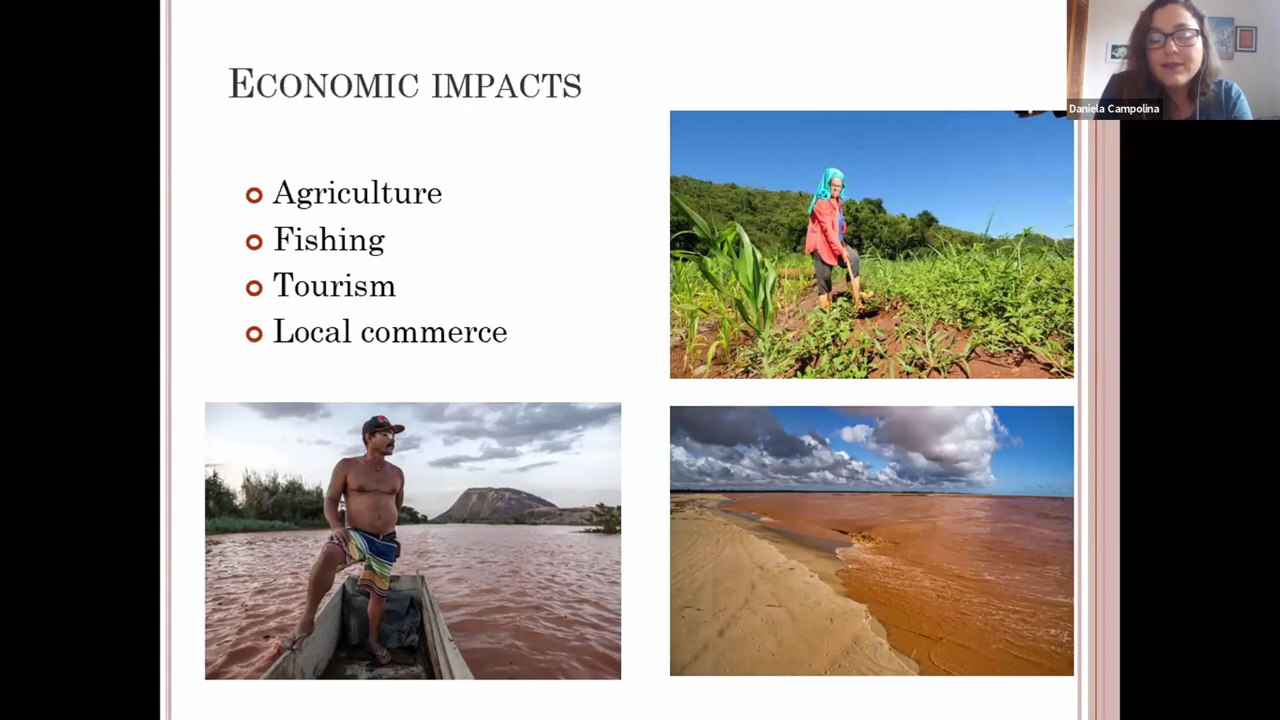 ECONOMIC IMPACTS
Agriculture
Fishing
Tourism
Local commerce
Daniela Campolina